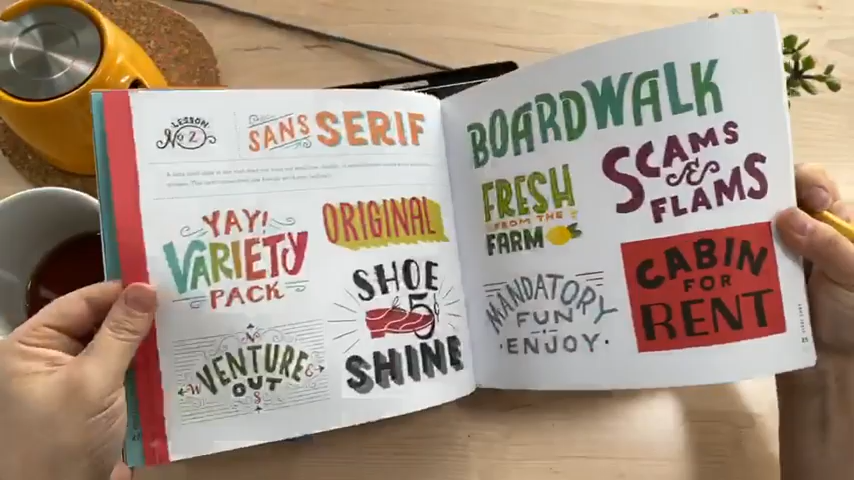 LESSON
No 2
SANS SERIF
YAY!
VARIETY
PACK
ORIGINAL
SHOE
5¢
SHINE
VENTURE
OUT
W
E
S
BOARDWALK
FRESH
FROM THE
FARM
SCAMS
&
FLAMS
MANDATORY
FUN
ENJOY
CABIN
FOR
RENT